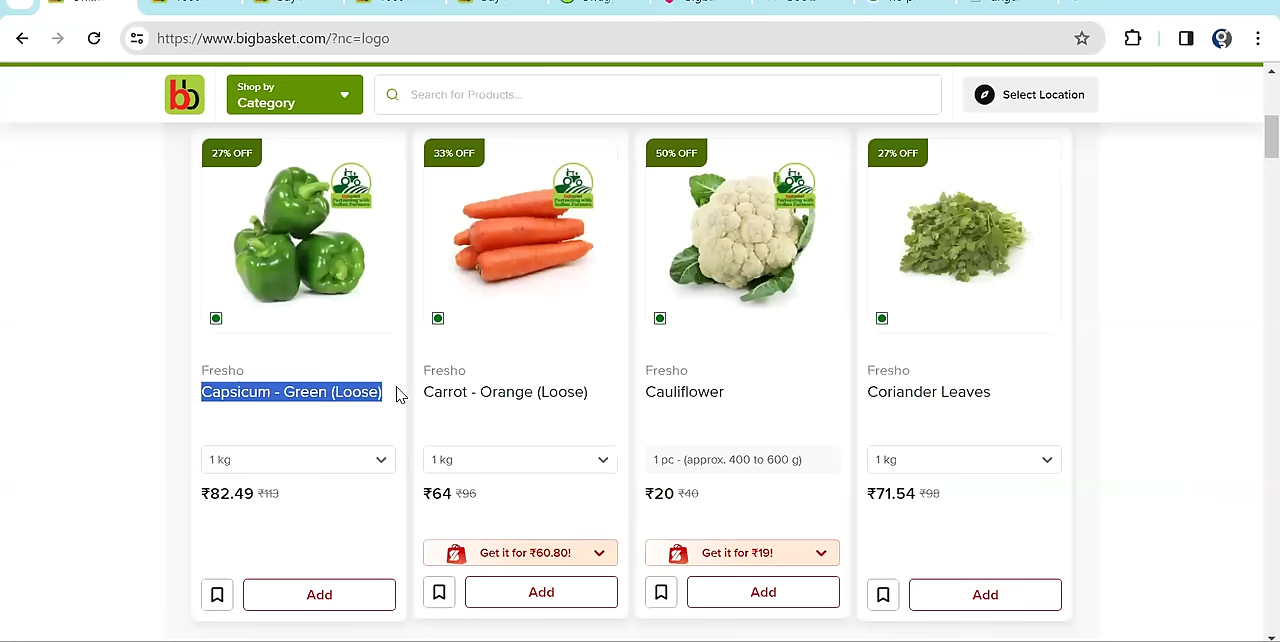 https://www.bigbasket.com/?nc=logo
bb
Shop by
Category
Search for Products...
Select Location
27% OFF
33% OFF
50% OFF
27% OFF
Fresho
Capsicum - Green (Loose)
1 kg
₹82.49 ₹113
Add
Fresho
Carrot - Orange (Loose)
1 kg
₹64 ₹96
Get it for ₹60.80!
Add
Fresho
Cauliflower
1 pc - (approx. 400 to 600 g)
₹20 ₹40
Get it for ₹19!
Add
Fresho
Coriander Leaves
1 kg
₹71.54 ₹98
Add